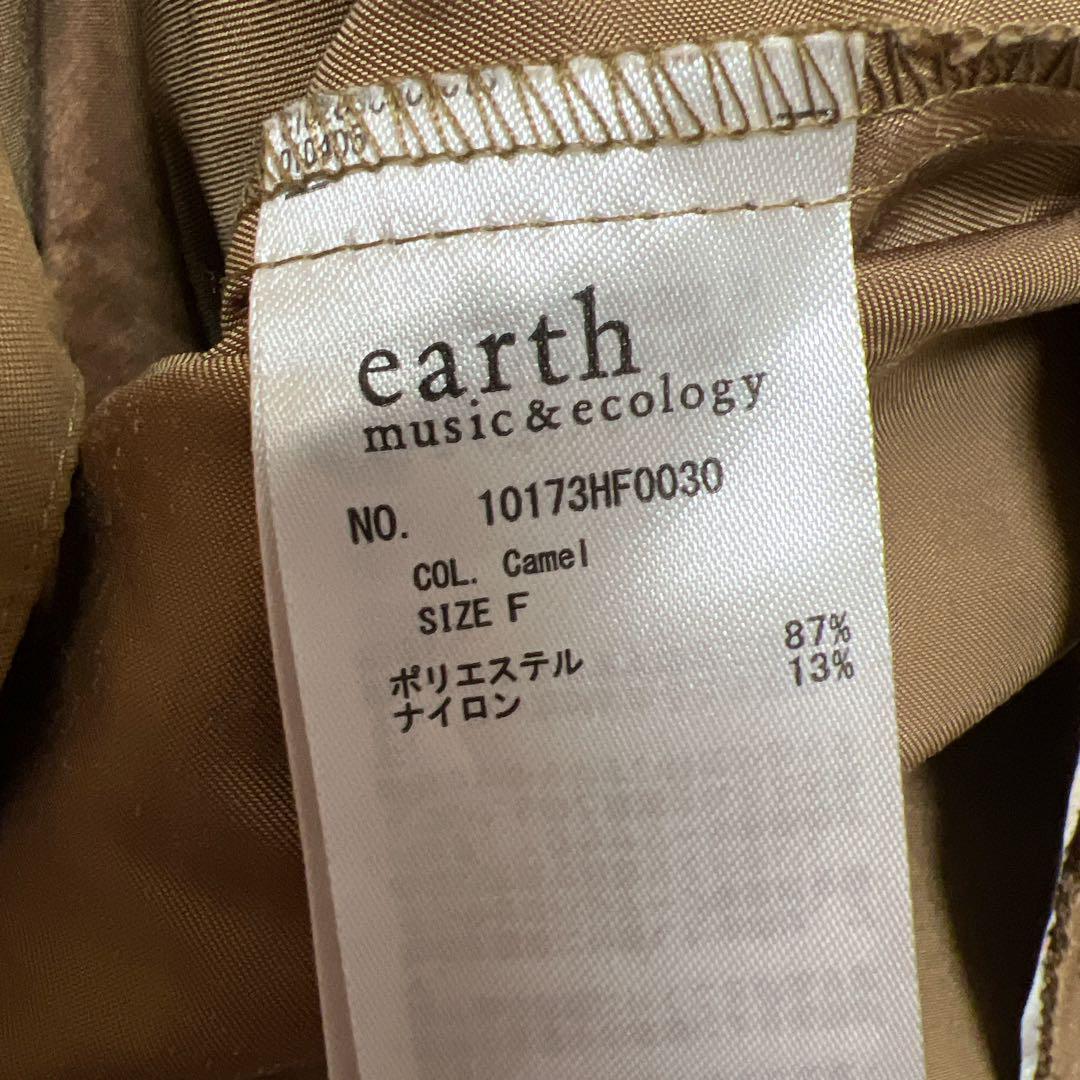 earth
music & ecology
NO. 10173HF0030
COL. Camel
SIZE F
ポリエステル 87%
ナイロン 13%